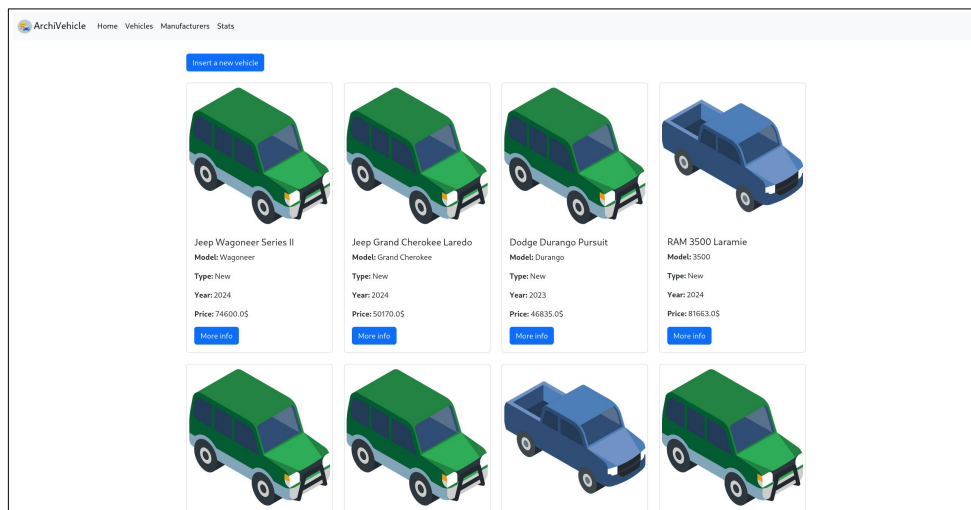 ArchiVehicle Home Vehicles Manufacturers Stats
Insert a new vehicle
Jeep Wagoneer Series II
Model: Wagoneer
Type: New
Year: 2024
Price: 74600.0$
More info
Jeep Grand Cherokee Laredo
Model: Grand Cherokee
Type: New
Year: 2024
Price: 50170.0$
More info
Dodge Durango Pursuit
Model: Durango
Type: New
Year: 2023
Price: 46835.0$
More info
RAM 3500 Laramie
Model: 3500
Type: New
Year: 2024
Price: 81663.0$
More info